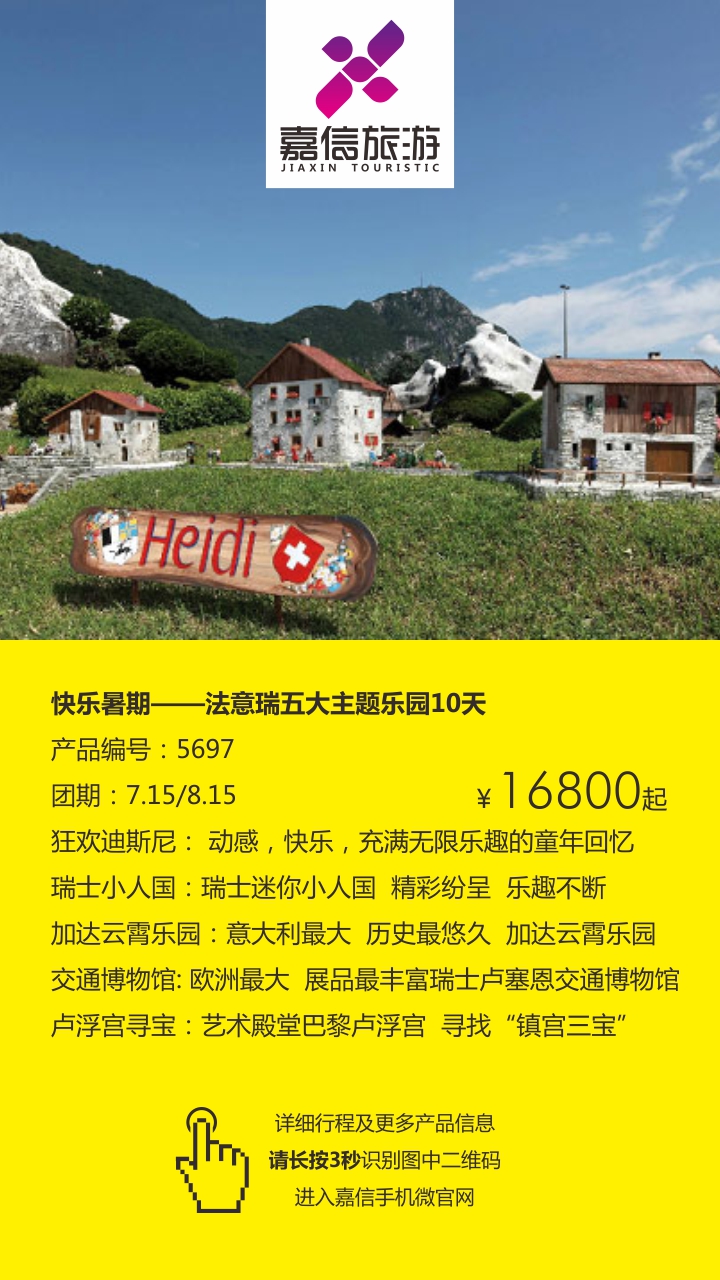 嘉信旅游
JIAXIN TOURISTIC
Heidi
快乐暑期——法意瑞五大主题乐园10天
产品编号：5697
团期：7.15/8.15
￥16800起
狂欢迪斯尼： 动感，快乐，充满无限乐趣的童年回忆
瑞士小人国：瑞士迷你小人国 精彩纷呈 乐趣不断
加达云霄乐园：意大利最大 历史最悠久 加达云霄乐园
交通博物馆: 欧洲最大 展品最丰富瑞士卢塞恩交通博物馆
卢浮宫寻宝：艺术殿堂巴黎卢浮宫 寻找“镇宫三宝”
详细行程及更多产品信息
请长按3秒识别图中二维码
进入嘉信手机微官网